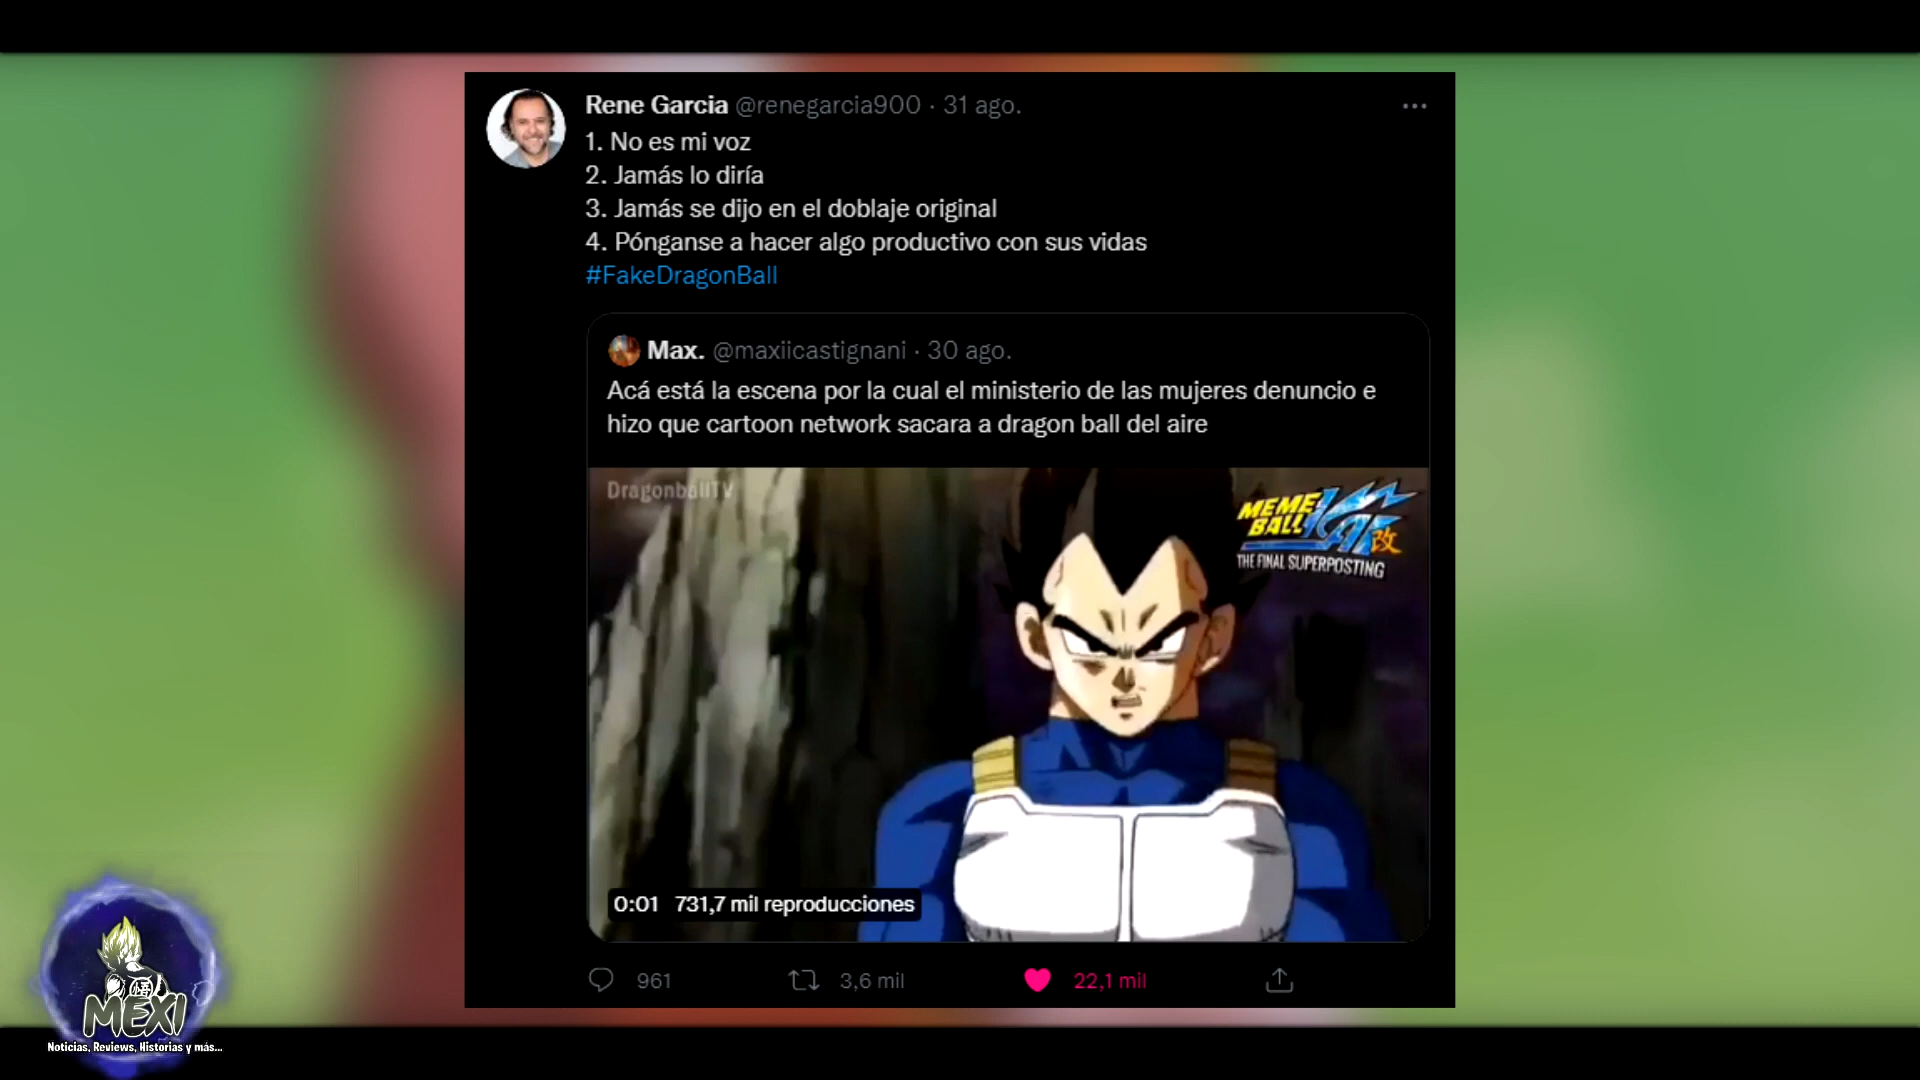 Rene Garcia @renegarcia900 · 31 ago.
1. No es mi voz
2. Jamás lo diría
3. Jamás se dijo en el doblaje original
4. Pónganse a hacer algo productivo con sus vidas
#FakeDragonBall
Max. @maxiicastignani · 30 ago.
Acá está la escena por la cual el ministerio de las mujeres denuncio e
hizo que cartoon network sacara a dragon ball del aire
DragonballTV
MEME
BALL KAI
改
THE FINAL SUPERPOSTING
0:01 731,7 mil reproducciones
961 3,6 mil 22,1 mil
MEXI
Noticias, Reviews, Historias y más...